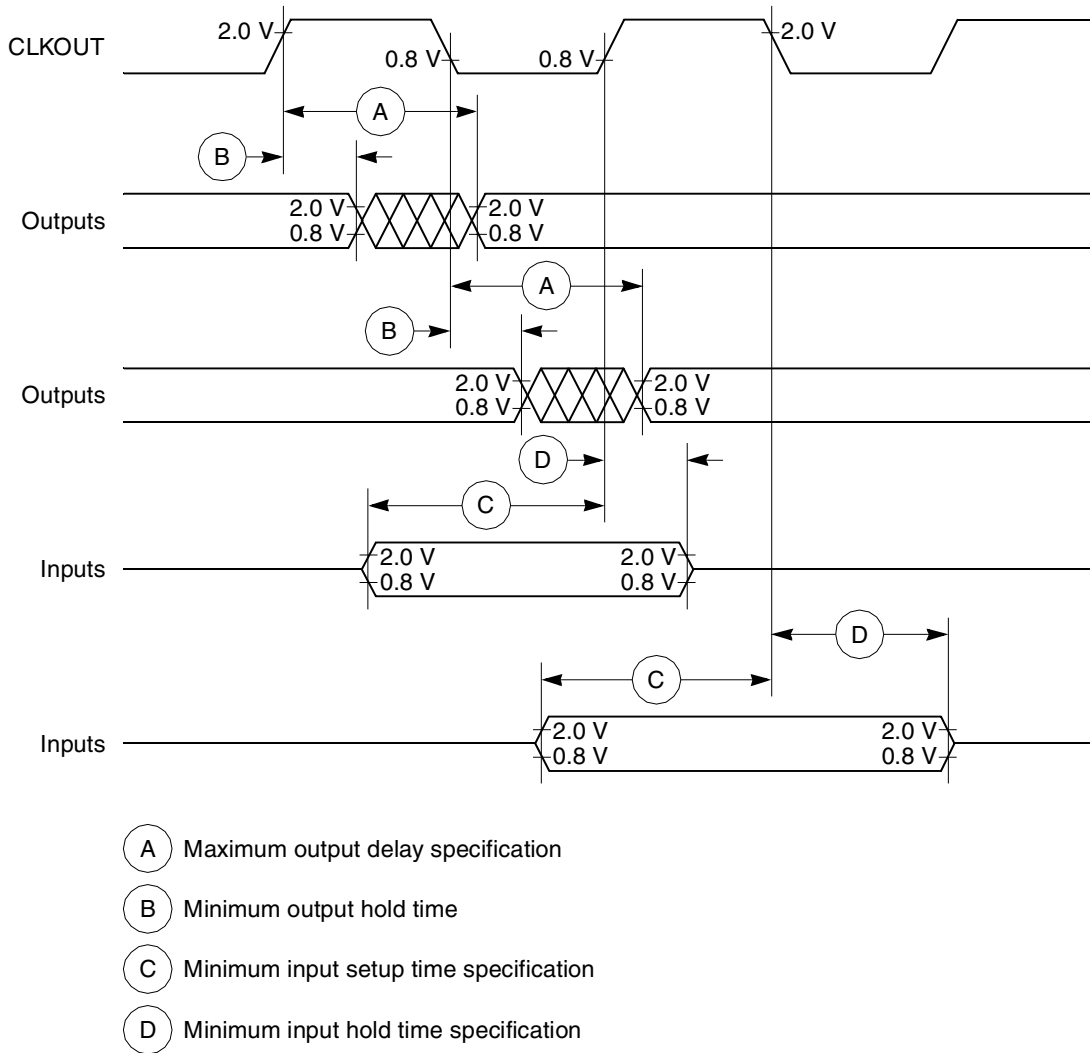 CLKOUT
2.0 V
0.8 V
0.8 V
2.0 V
A
B
Outputs
2.0 V
0.8 V
2.0 V
0.8 V
A
B
Outputs
2.0 V
0.8 V
2.0 V
0.8 V
D
C
Inputs
2.0 V
0.8 V
2.0 V
0.8 V
D
C
Inputs
2.0 V
0.8 V
2.0 V
0.8 V
A Maximum output delay specification
B Minimum output hold time
C Minimum input setup time specification
D Minimum input hold time specification